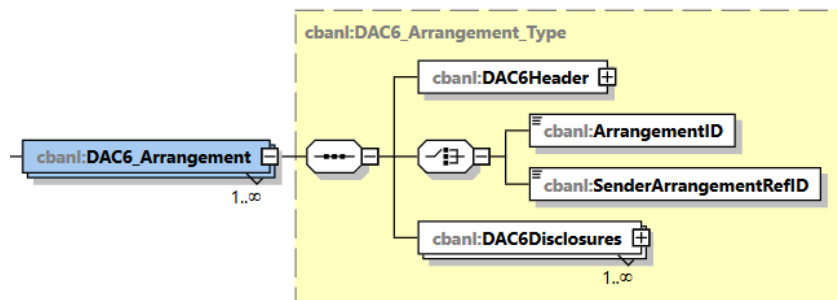 cbanl:DAC6_Arrangement_Type
cbanl:DAC6Header
cbanl:ArrangementID
cbanl:DAC6_Arrangement
1..∞
cbanl:SenderArrangementRefID
cbanl:DAC6Disclosures
1..∞